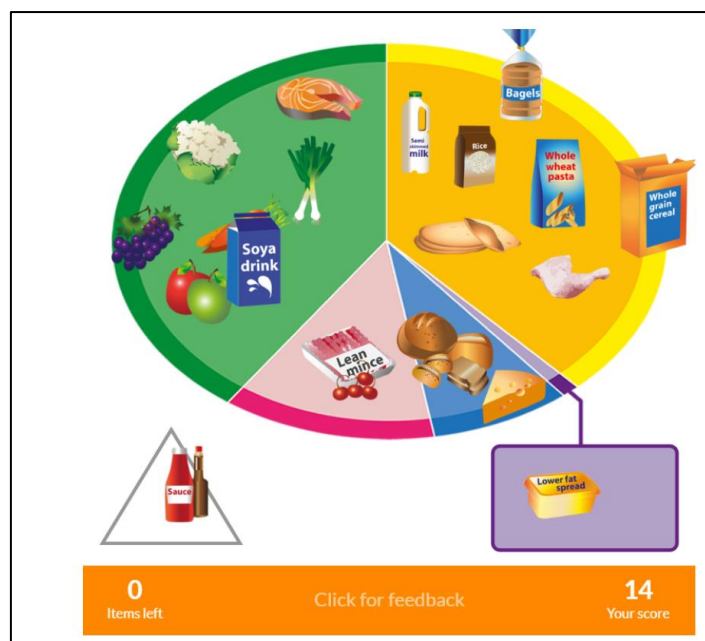 Bagels
Semi
skimmed
milk
Rice
Whole
wheat
pasta
Whole
grain
cereal
Soya
drink
Lean
mince
Sauce
Lower fat
spread
0
Items left
Click for feedback
14
Your score